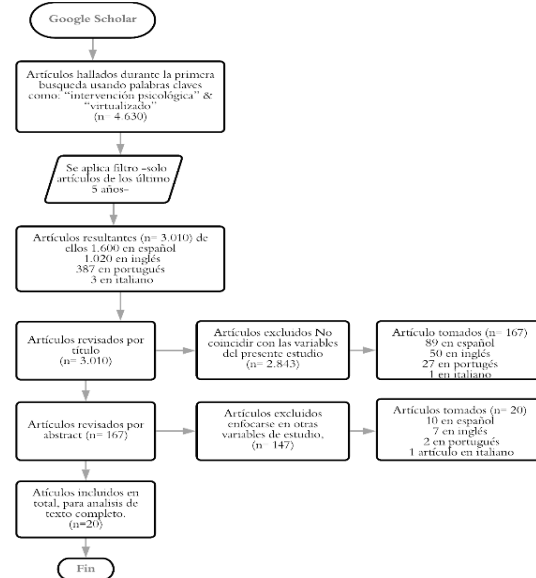 Google Scholar
Artículos hallados durante la primera
busqueda usando palabras claves
como: “intervención psicológica” &
“virtualizado”
(n= 4.630)
Se aplica filtro –solo
artículos de los último
5 años-
Artículos resultantes (n= 3.010) de
ellos 1.600 en español
1.020 en inglés
387 en portugués
3 en italiano
Artículos revisados por
título
(n= 3.010)
Artículos excluidos No
coincidir con las variables
del presente estudio
(n= 2.843)
Artículo tomados (n= 167)
89 en español
50 en inglés
27 en portugés
1 en italiano
Artículos revisados por
abstract (n= 167)
Artículos excluidos
enfocarse en otras
variables de estudio,
(n= 147)
Artículos tomados (n= 20)
10 en español
7 en inglés
2 en portugués
1 artículo en italiano
Atículos incluidos en
total, para analisis de
texto completo.
(n=20)
Fin